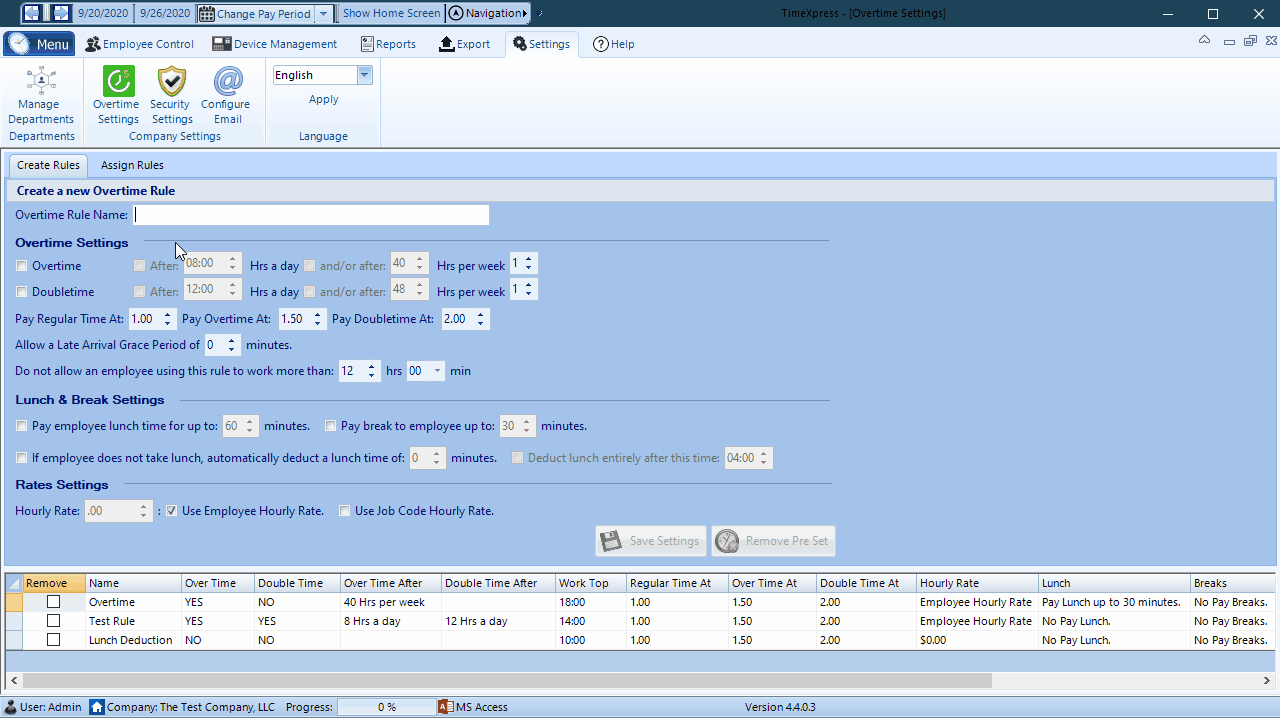 9/20/2020 9/26/2020 Change Pay Period Show Home Screen Navigation TimeXpress - [Overtime Settings]
Menu Employee Control Device Management Reports Export Settings Help
English
Manage Departments
Overtime Settings
Security Settings
Configure Email
Apply
Departments Company Settings Language
Create Rules Assign Rules
Create a new Overtime Rule
Overtime Rule Name:
Overtime Settings
Overtime After: 08:00 Hrs a day and/or after: 40 Hrs per week 1
Doubletime After: 12:00 Hrs a day and/or after: 48 Hrs per week 1
Pay Regular Time At: 1.00 Pay Overtime At: 1.50 Pay Doubletime At: 2.00
Allow a Late Arrival Grace Period of 0 minutes.
Do not allow an employee using this rule to work more than: 12 hrs 00 min
Lunch & Break Settings
Pay employee lunch time for up to: 60 minutes. Pay break to employee up to: 30 minutes.
If employee does not take lunch, automatically deduct a lunch time of: 0 minutes. Deduct lunch entirely after this time: 04:00
Rates Settings
Hourly Rate: .00 : Use Employee Hourly Rate. Use Job Code Hourly Rate.
Save Settings Remove Pre Set
Remove Name Over Time Double Time Over Time After Double Time After Work Top Regular Time At Over Time At Double Time At Hourly Rate Lunch Breaks
Overtime YES NO 40 Hrs per week 18:00 1.00 1.50 2.00 Employee Hourly Rate Pay Lunch up to 30 minutes. No Pay Breaks.
Test Rule YES YES 8 Hrs a day 12 Hrs a day 14:00 1.00 1.50 2.00 Employee Hourly Rate No Pay Lunch. No Pay Breaks.
Lunch Deduction NO NO 10:00 1.00 1.50 2.00 $0.00 No Pay Lunch. No Pay Breaks.
User: Admin Company: The Test Company, LLC Progress: 0 % MS Access Version 4.4.0.3